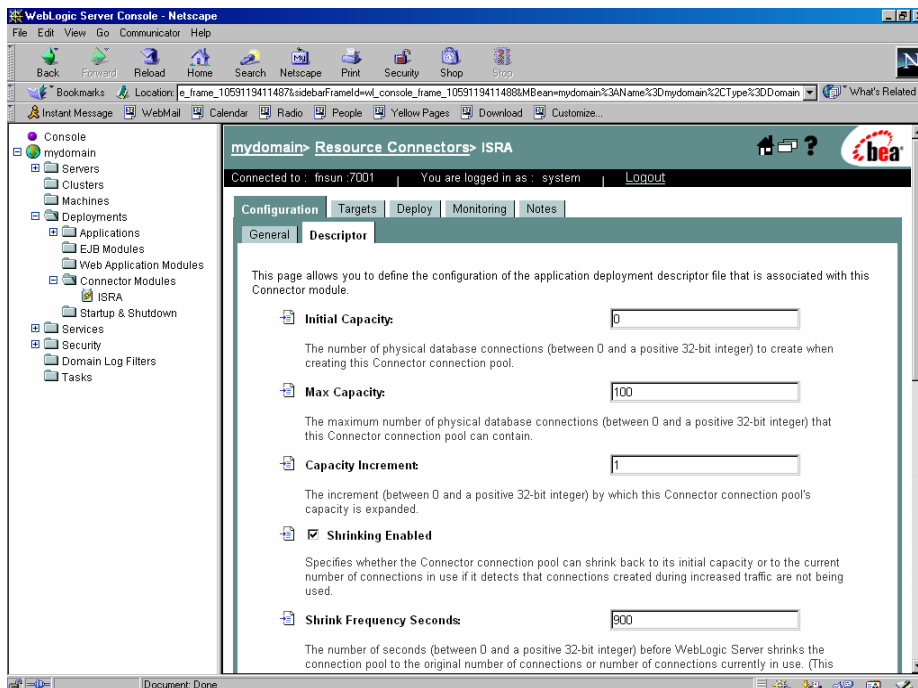 WebLogic Server Console - Netscape
File Edit View Go Communicator Help
Back Forward Reload Home Search Netscape Print Security Shop Stop
Bookmarks Location: e_frame_1059119411487&sidebarFrameId=wl_console_frame_1059119411488&MBean=mydomain%3AName%3Dmydomain%2CType%3DDomain What's Related
Instant Message WebMail Calendar Radio People Yellow Pages Download Customize...
Console
mydomain
Servers
Clusters
Machines
Deployments
Applications
EJB Modules
Web Application Modules
Connector Modules
ISRA
Startup & Shutdown
Services
Security
Domain Log Filters
Tasks
mydomain> Resource Connectors> ISRA
bea
Connected to : fnsun :7001 You are logged in as : system Logout
Configuration Targets Deploy Monitoring Notes
General Descriptor
This page allows you to define the configuration of the application deployment descriptor file that is associated with this
Connector module.
Initial Capacity: 0
The number of physical database connections (between 0 and a positive 32-bit integer) to create when
creating this Connector connection pool.
Max Capacity: 100
The maximum number of physical database connections (between 0 and a positive 32-bit integer) that
this Connector connection pool can contain.
Capacity Increment: 1
The increment (between 0 and a positive 32-bit integer) by which this Connector connection pool's
capacity is expanded.
Shrinking Enabled
Specifies whether the Connector connection pool can shrink back to its initial capacity or to the current
number of connections in use if it detects that connections created during increased traffic are not being
used.
Shrink Frequency Seconds: 900
The number of seconds (between 0 and a positive 32-bit integer) before WebLogic Server shrinks the
connection pool to the original number of connections or number of connections currently in use. (This
Document: Done